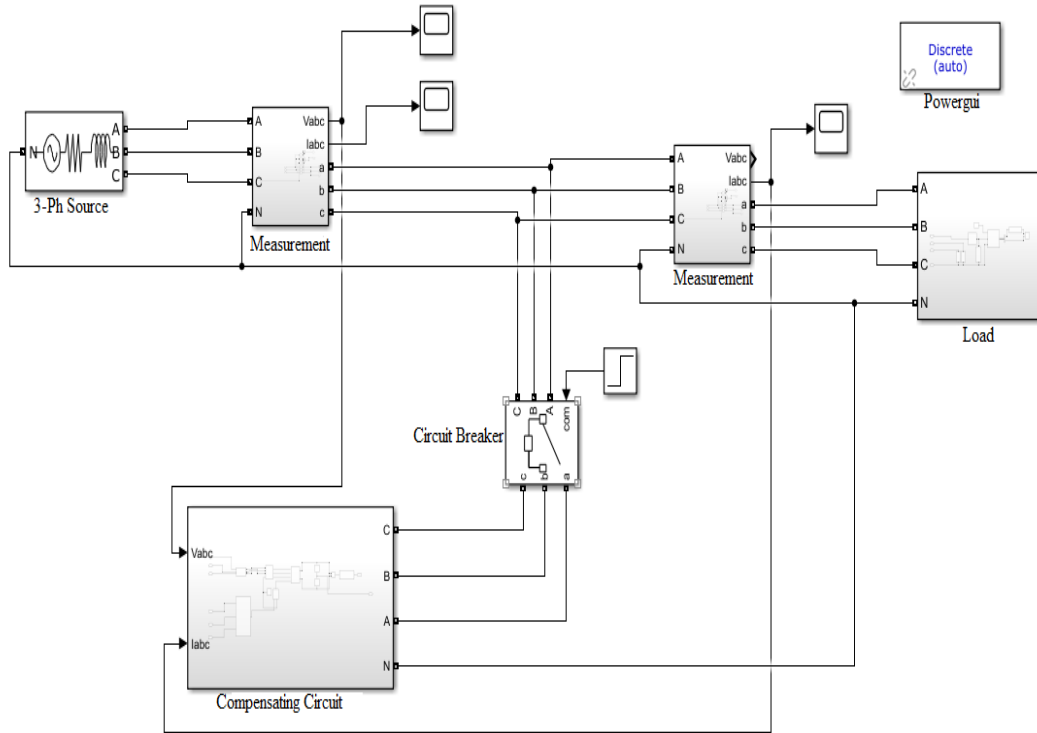 Discrete
(auto)
Powergui
N
A
B
C
3-Ph Source
A
B
C
N
Vabc
Iabc
a
b
c
Measurement
A
B
C
N
Vabc
Iabc
a
b
c
Measurement
A
B
C
N
Load
C
B
A
com
c
b
a
Circuit Breaker
Vabc
Iabc
C
B
A
N
Compensating Circuit